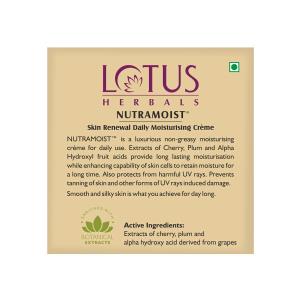 LOTUS
HERBALS
NUTRAMOIST™
Skin Renewal Daily Moisturising Crème
NUTRAMOIST™ is a luxurious non-greasy moisturising
crème for daily use. Extracts of Cherry, Plum and Alpha
Hydroxyl fruit acids provide long lasting moisturisation
while enhancing capability of skin cells to retain moisture for
a long time. Also protects from harmful UV rays. Prevents
tanning of skin and other forms of UV rays induced damage.
Smooth and silky skin is what you achieve for day long.
ENRICHED WITH
BOTANICAL
EXTRACTS
Active Ingredients:
Extracts of cherry, plum and
alpha hydroxy acid derived from grapes